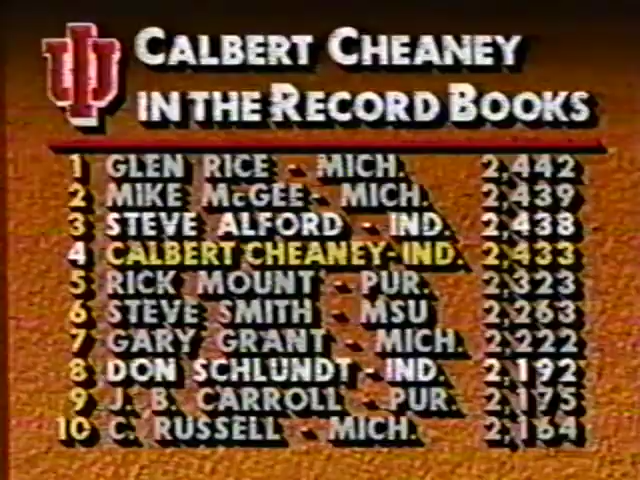 CALBERT CHEANEY
IN THE RECORD BOOKS
1 GLEN RICE - MICH. 2,442
2 MIKE McGEE - MICH. 2,439
3 STEVE ALFORD - IND. 2,438
4 CALBERT CHEANEY - IND. 2,433
5 RICK MOUNT - PUR. 2,323
6 STEVE SMITH - MSU 2,263
7 GARY GRANT - MICH. 2,222
8 DON SCHLUNDT - IND. 2,192
9 J. B. CARROLL - PUR. 2,175
10 C. RUSSELL - MICH. 2,164